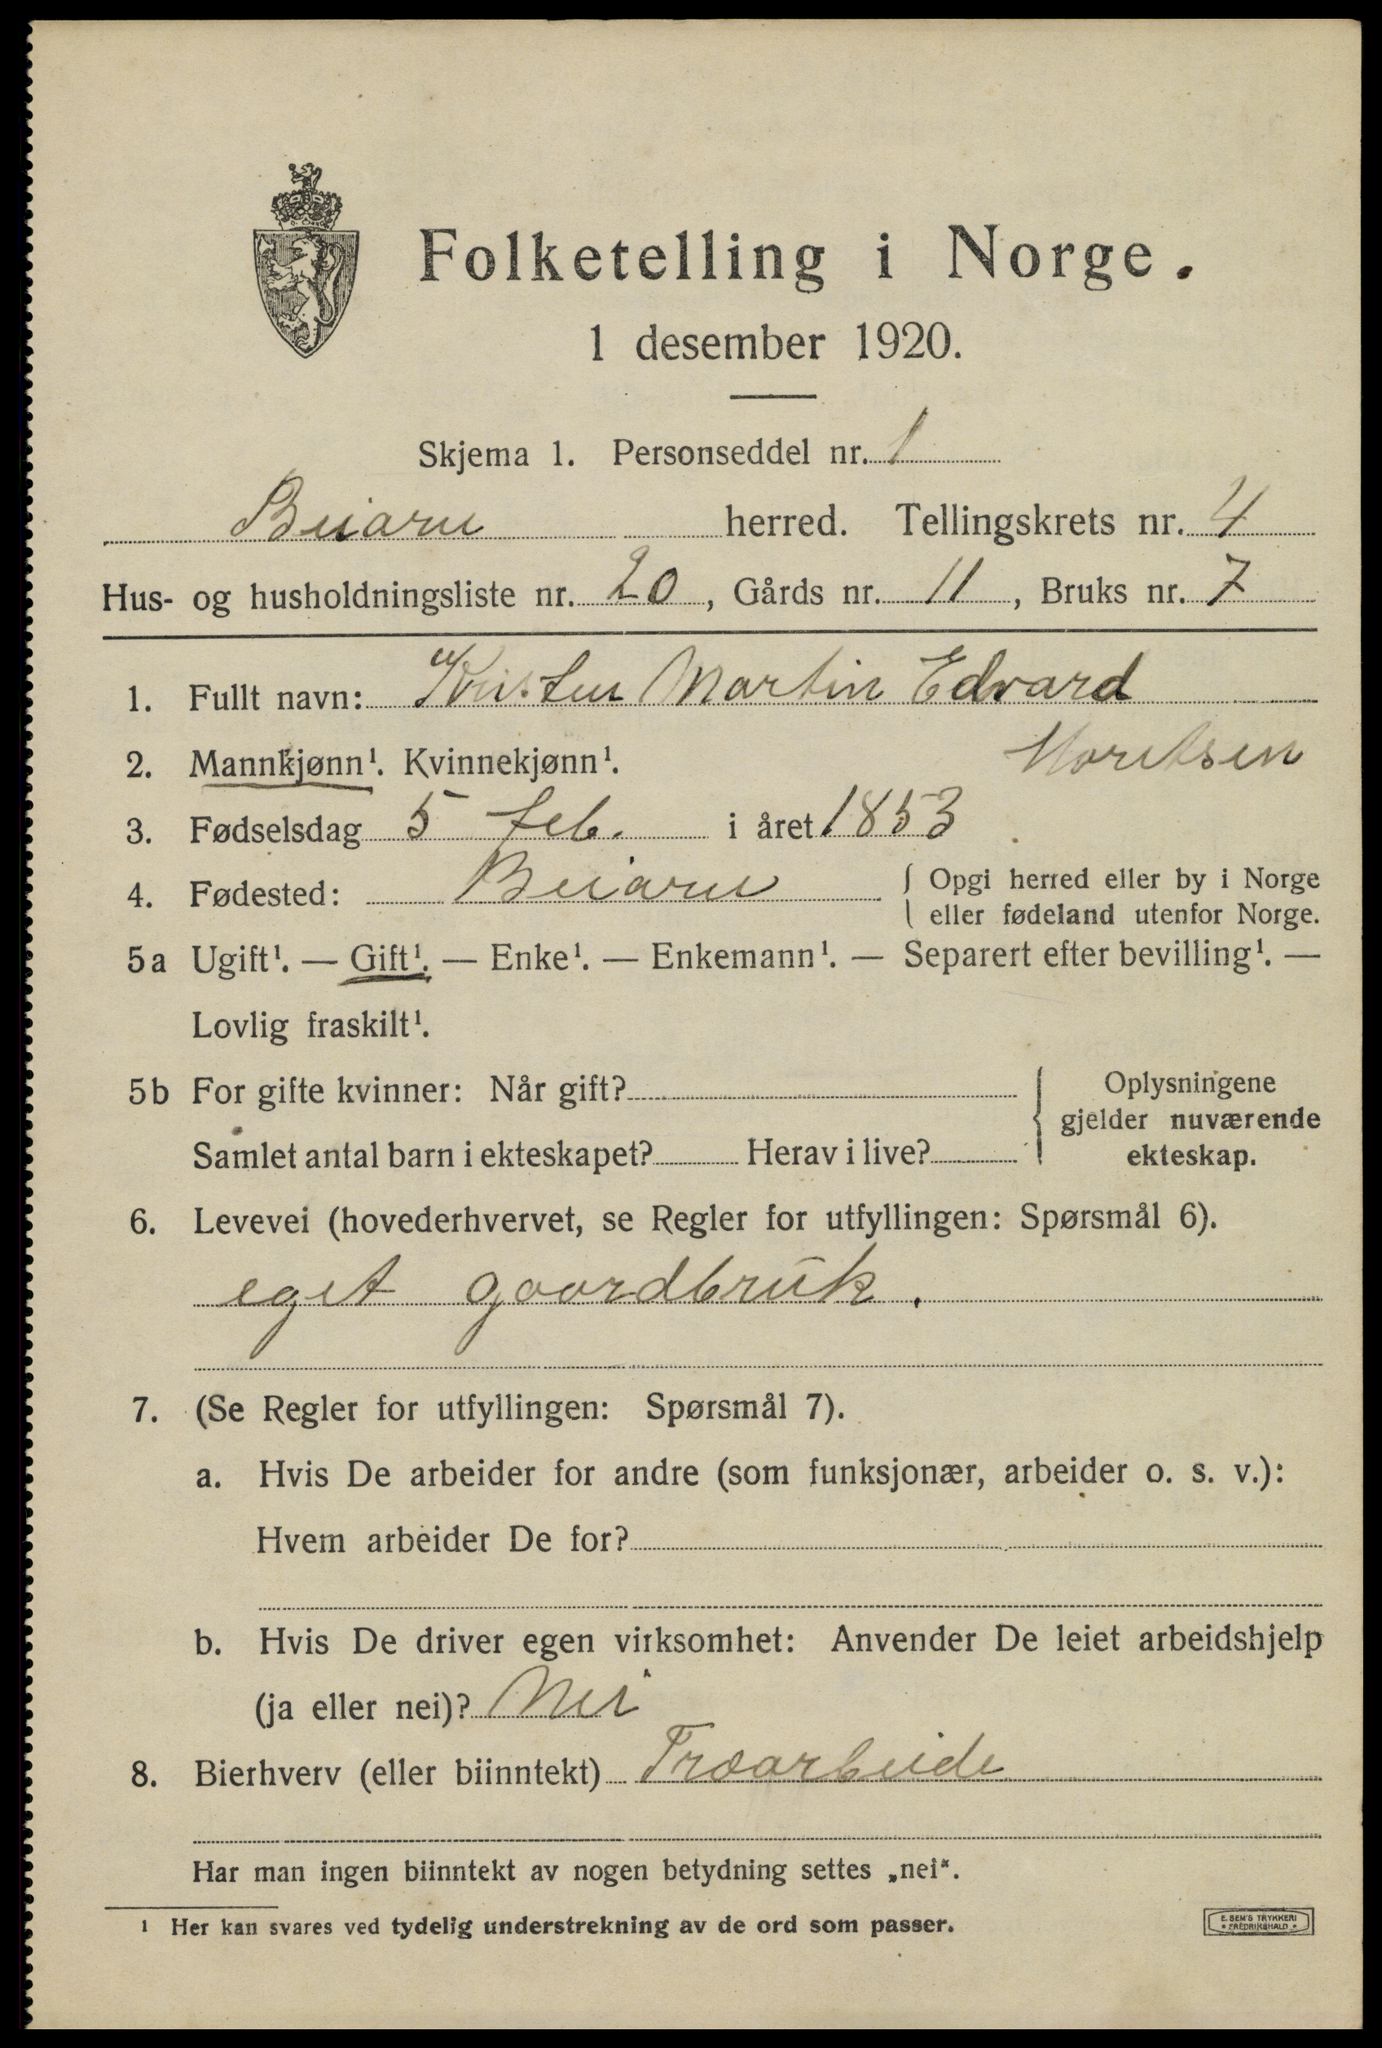 Folketelling i Norge.
1 desember 1920.
Skjema 1. Personseddel nr. 1
Beiarn herred. Tellingskrets nr. 4
Hus- og husholdningsliste nr. 20, Gårds nr. 11, Bruks nr. 7
1. Fullt navn: Kristen Martin Edvard
Moritsen
2. Mannkjønn¹. Kvinnekjønn¹.
3. Fødselsdag 5 feb. i året 1853
4. Fødested: Beiarn { Opgi herred eller by i Norge
eller fødeland utenfor Norge.
5a Ugift¹. — Gift¹. — Enke¹. — Enkemann¹. — Separert efter bevilling¹. —
Lovlig fraskilt¹.
5b For gifte kvinner: Når gift?
Samlet antal barn i ekteskapet? Herav i live?
{ Oplysningene
gjelder nuværende
ekteskap.
6. Levevei (hovederhvervet, se Regler for utfyllingen: Spørsmål 6).
eget gaardbruk.
7. (Se Regler for utfyllingen: Spørsmål 7).
a. Hvis De arbeider for andre (som funksjonær, arbeider o. s. v.):
Hvem arbeider De for?
b. Hvis De driver egen virksomhet: Anvender De leiet arbeidshjelp
(ja eller nei)? Nei
8. Bierhverv (eller biinntekt) Træarbeide
Har man ingen biinntekt av nogen betydning settes „nei“.
¹ Her kan svares ved tydelig understrekning av de ord som passer.
E. SEM'S TRYKKERI
* FREDRIKSHALD *